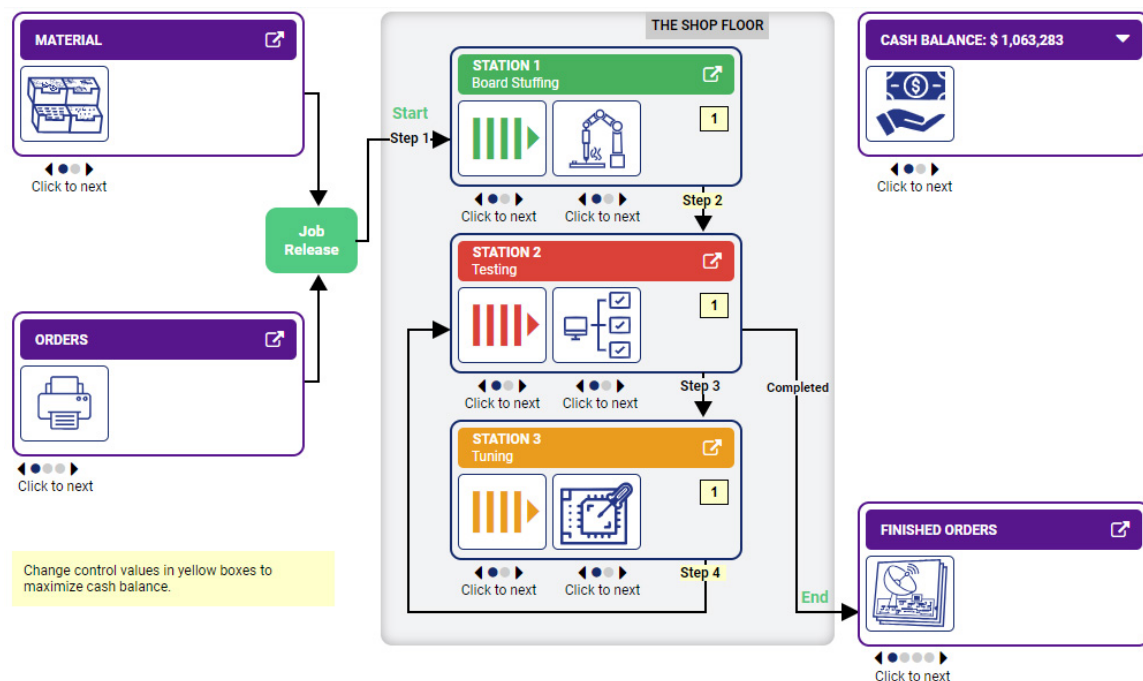 THE SHOP FLOOR
MATERIAL
Click to next
ORDERS
Click to next
Change control values in yellow boxes to
maximize cash balance.
Job
Release
Start
Step 1
STATION 1
Board Stuffing
1
Click to next
Click to next
Step 2
STATION 2
Testing
1
Click to next
Click to next
Step 3
Completed
STATION 3
Tuning
1
Click to next
Click to next
Step 4
End
CASH BALANCE: $ 1,063,283
$
Click to next
FINISHED ORDERS
Click to next